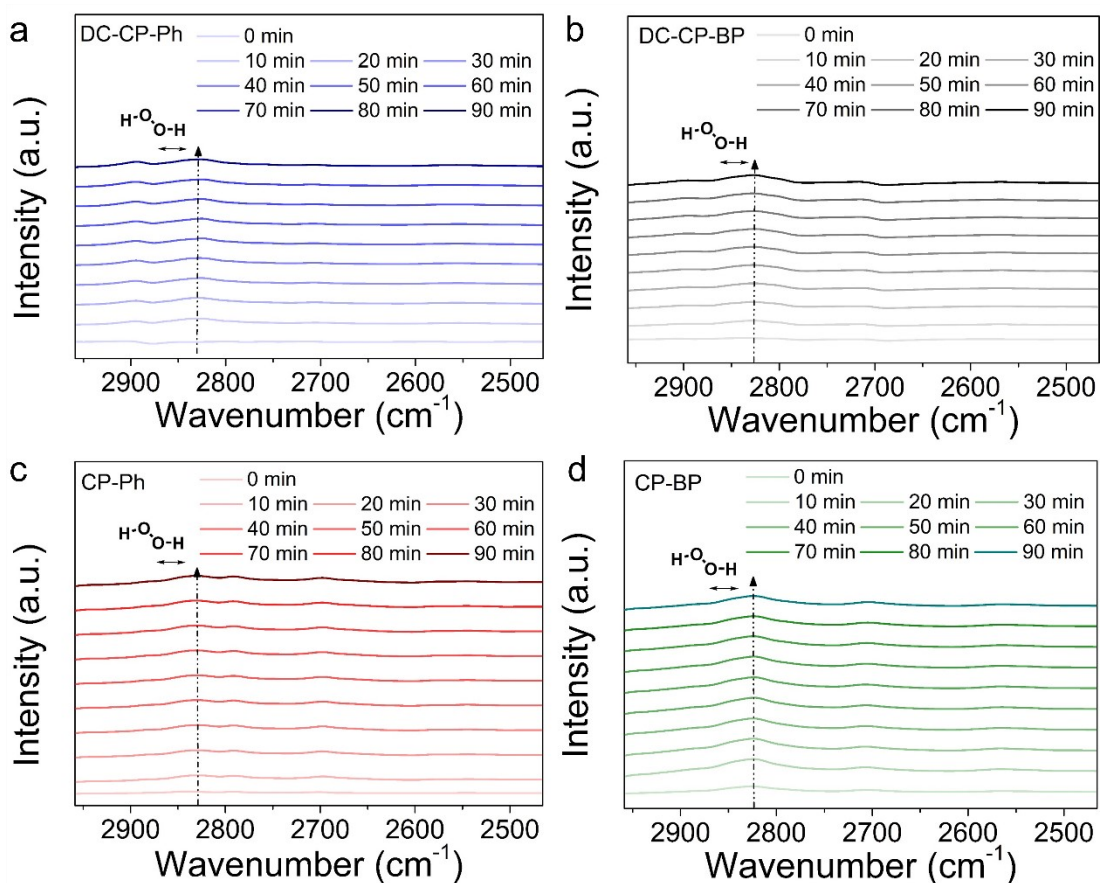 a
DC-CP-Ph
0 min
10 min 20 min 30 min
40 min 50 min 60 min
70 min 80 min 90 min
H-O
O-H
Intensity (a.u.)
2900 2800 2700 2600 2500
Wavenumber (cm⁻¹)
b
DC-CP-BP
0 min
10 min 20 min 30 min
40 min 50 min 60 min
70 min 80 min 90 min
H-O
O-H
Intensity (a.u.)
2900 2800 2700 2600 2500
Wavenumber (cm⁻¹)
c
CP-Ph
0 min
10 min 20 min 30 min
40 min 50 min 60 min
70 min 80 min 90 min
H-O
O-H
Intensity (a.u.)
2900 2800 2700 2600 2500
Wavenumber (cm⁻¹)
d
CP-BP
0 min
10 min 20 min 30 min
40 min 50 min 60 min
70 min 80 min 90 min
H-O
O-H
Intensity (a.u.)
2900 2800 2700 2600 2500
Wavenumber (cm⁻¹)